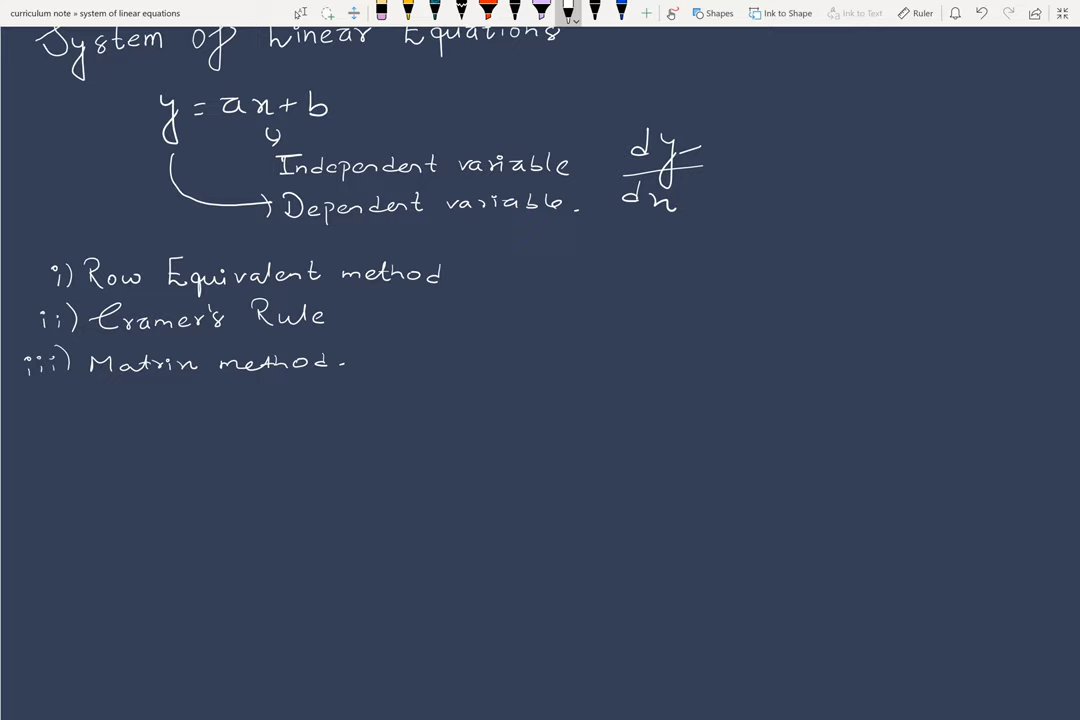 curriculum note » system of linear equations
Shapes
Ink to Shape
Ink to Text
Ruler
System of Linear Equations
y = ax + b
Independent variable
Dependent variable.
dy
dx
i) Row Equivalent method
ii) Cramer's Rule
iii) Matrix method.